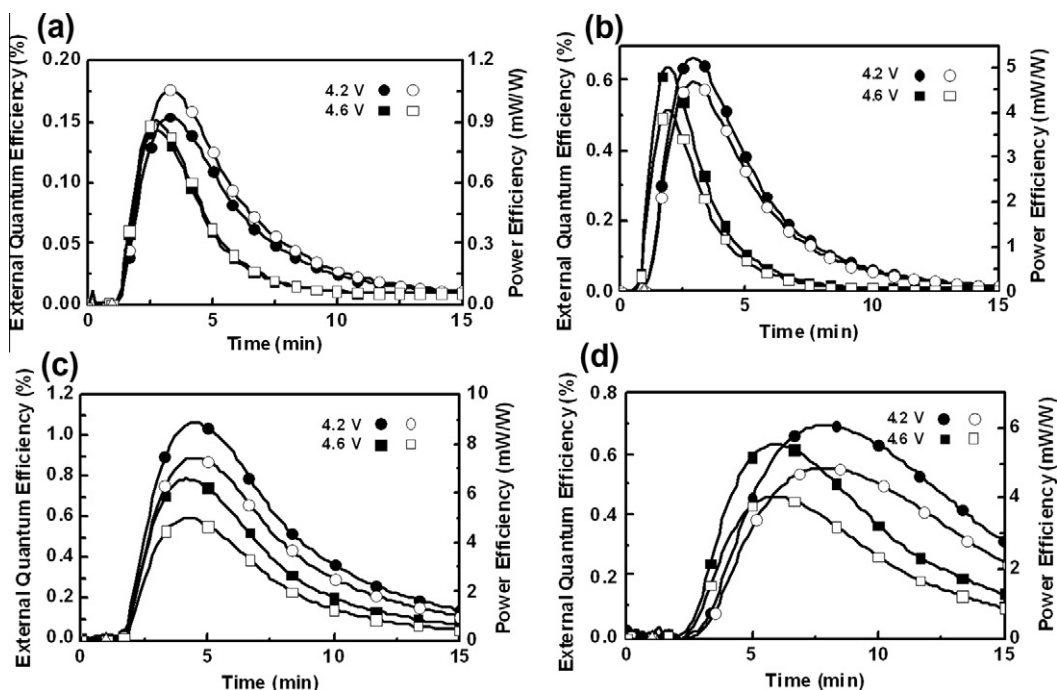 (a)
External Quantum Efficiency (%)
0.20
0.15
0.10
0.05
0.00
4.2 V
4.6 V
1.2
0.9
0.6
0.3
0.0
Power Efficiency (mW/W)
0 5 10 15
Time (min)
(b)
External Quantum Efficiency (%)
0.6
0.4
0.2
0.0
4.2 V
4.6 V
5
4
3
2
1
0
Power Efficiency (mW/W)
0 5 10 15
Time (min)
(c)
External Quantum Efficiency (%)
1.2
1.0
0.8
0.6
0.4
0.2
0.0
4.2 V
4.6 V
10
8
6
4
2
0
Power Efficiency (mW/W)
0 5 10 15
Time (min)
(d)
External Quantum Efficiency (%)
0.8
0.6
0.4
0.2
0.0
4.2 V
4.6 V
6
4
2
0
Power Efficiency (mW/W)
0 5 10 15
Time (min)